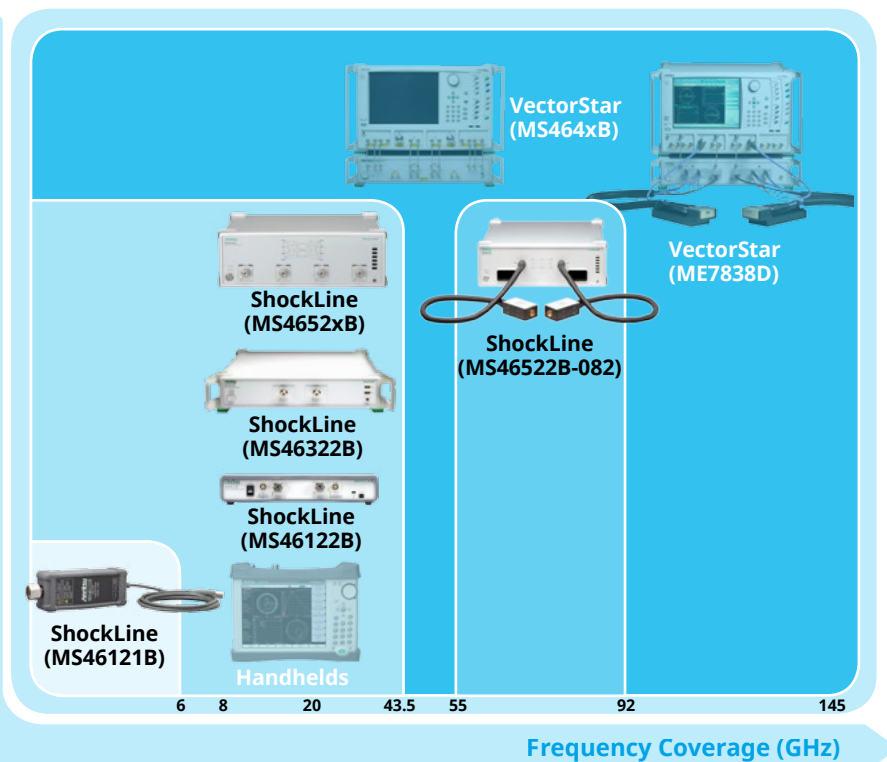 VectorStar
(MS464xB)
VectorStar
(ME7838D)
ShockLine
(MS4652xB)
ShockLine
(MS46522B-082)
ShockLine
(MS46322B)
ShockLine
(MS46122B)
ShockLine
(MS46121B)
Handhelds
6 8 20 43.5 55 92 145
Frequency Coverage (GHz)